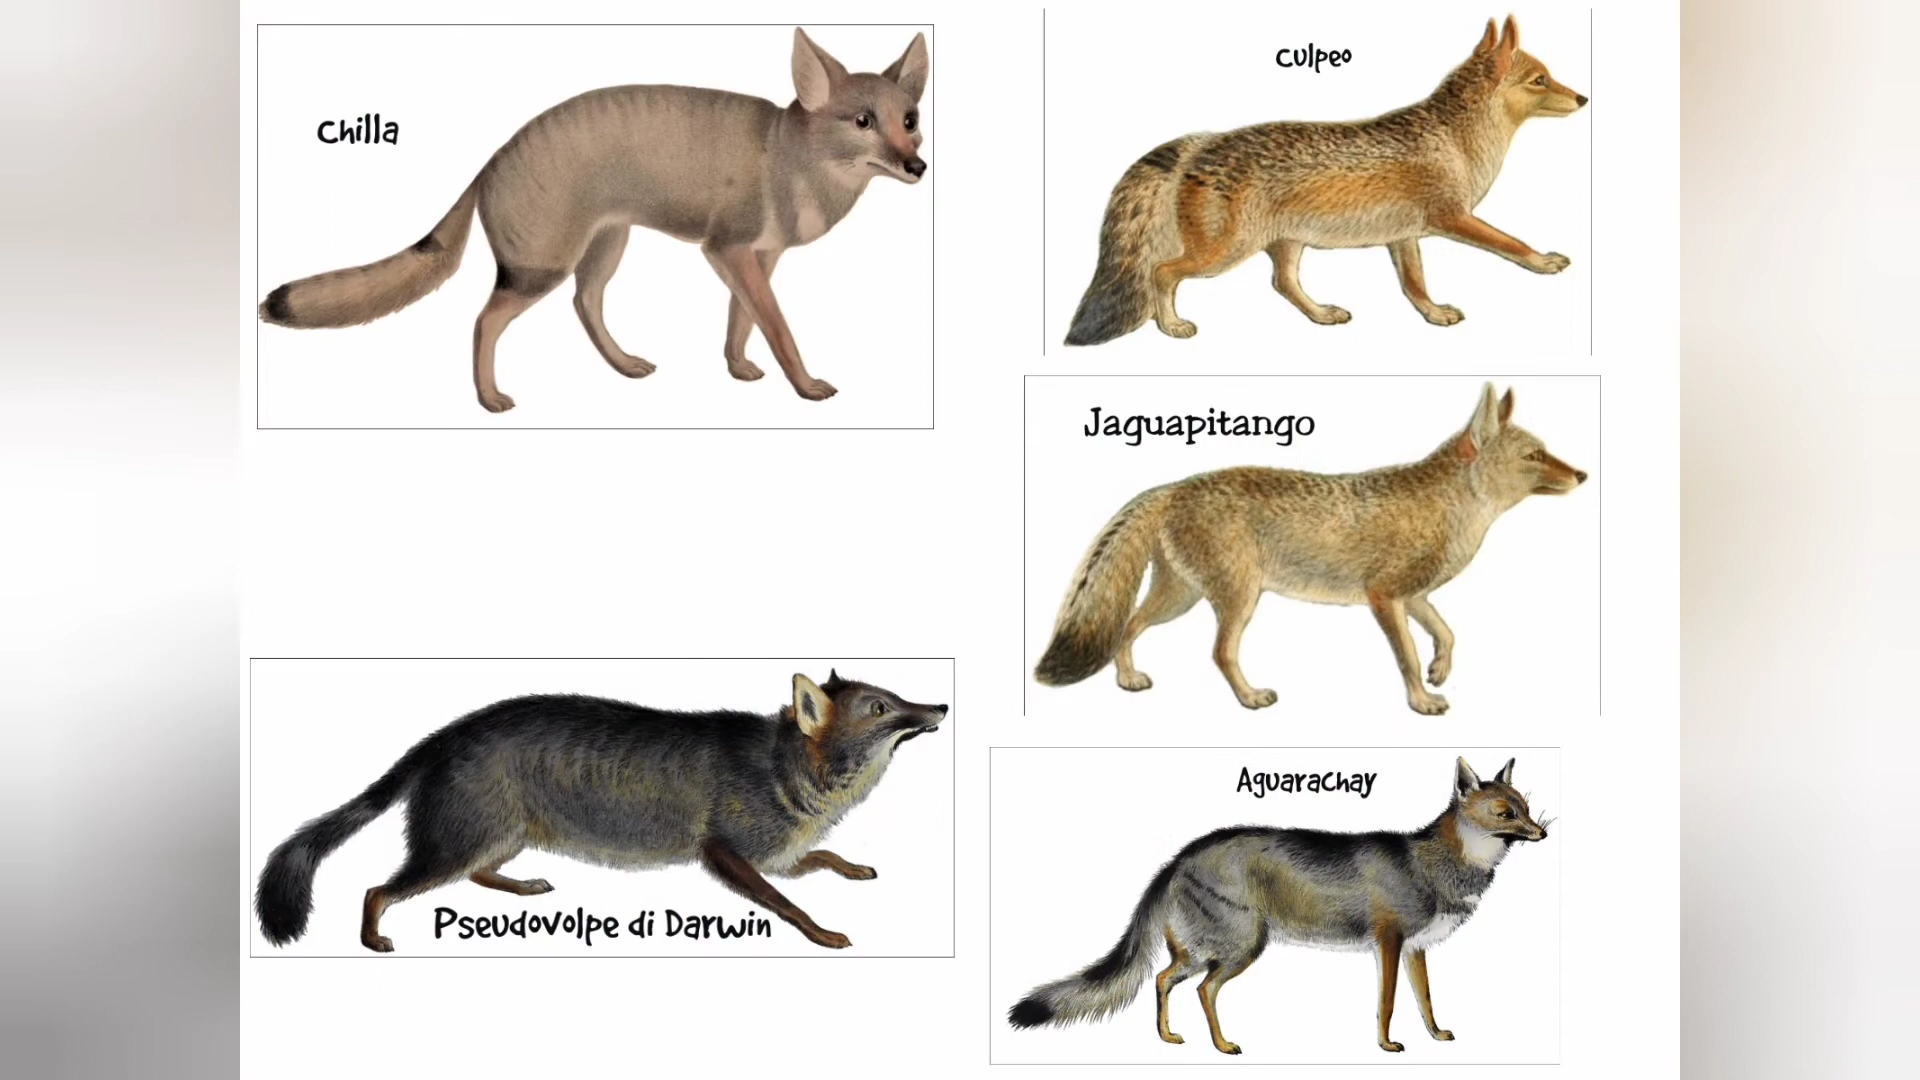 Chilla
Culpeo
Jaguapitango
Pseudovolpe di Darwin
Aguarachay